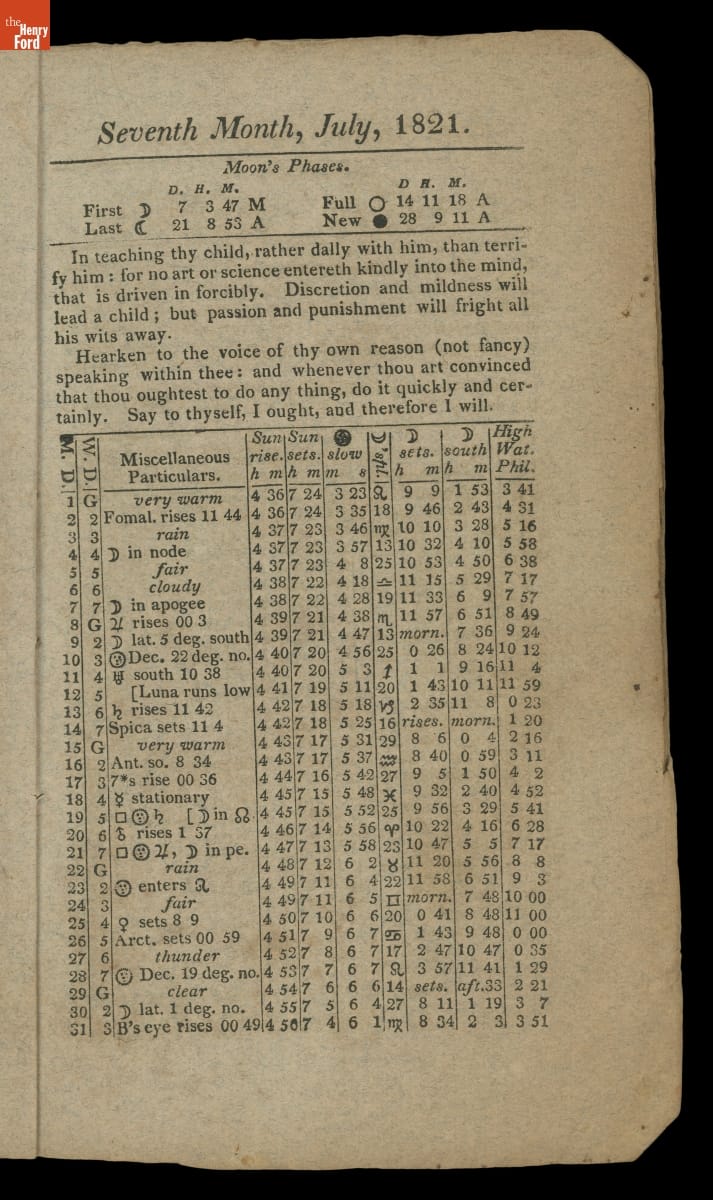 the
Henry
Ford
Seventh Month, July, 1821.
Moon's Phases.
D. H. M. D H. M.
First ☽ 7 3 47 M Full ○ 14 11 18 A
Last ☾ 21 8 53 A New ● 28 9 11 A
In teaching thy child, rather dally with him, than terri-
fy him : for no art or science entereth kindly into the mind,
that is driven in forcibly. Discretion and mildness will
lead a child ; but passion and punishment will fright all
his wits away.
Hearken to the voice of thy own reason (not fancy)
speaking within thee: and whenever thou art convinced
that thou oughtest to do any thing, do it quickly and cer-
tainly. Say to thyself, I ought, and therefore I will.
M. D. W. D. Miscellaneous Particulars. Sun rise. h m Sun sets. h m slow m s ☽ sets. h m ☽ south h m High Wat. Phil.
1 G very warm 4 36 7 24 3 23 ♌ 9 9 1 53 3 41
2 2 Fomal. rises 11 44 4 36 7 24 3 35 18 9 46 2 43 4 31
3 3 rain 4 37 7 23 3 46 ♍ 10 10 3 28 5 16
4 4 ☽ in node 4 37 7 23 3 57 13 10 32 4 10 5 58
5 5 fair 4 37 7 23 4 8 25 10 53 4 50 6 38
6 6 cloudy 4 38 7 22 4 18 ♎ 11 15 5 29 7 17
7 7 ☽ in apogee 4 38 7 22 4 28 19 11 33 6 9 7 57
8 G ♃ rises 00 3 4 39 7 21 4 38 ♏ 11 57 6 51 8 49
9 2 ☽ lat. 5 deg. south 4 39 7 21 4 47 13 morn. 7 36 9 24
10 3 ☉ Dec. 22 deg. no. 4 40 7 20 4 56 25 0 26 8 24 10 12
11 4 ♅ south 10 38 4 40 7 20 5 3 ♐ 1 1 9 16 11 4
12 5 [Luna runs low 4 41 7 19 5 11 20 1 43 10 11 11 59
13 6 ♄ rises 11 42 4 42 7 18 5 18 ♑ 2 35 11 8 0 23
14 7 Spica sets 11 4 4 42 7 18 5 25 16 rises. morn. 1 20
15 G very warm 4 43 7 17 5 31 29 8 6 0 4 2 16
16 2 Ant. so. 8 34 4 43 7 17 5 37 ♒ 8 40 0 59 3 11
17 3 7*s rise 00 36 4 44 7 16 5 42 27 9 5 1 50 4 2
18 4 ☿ stationary 4 45 7 15 5 48 ♓ 9 32 2 40 4 52
19 5 □ ☉ ♄ [☽ in ☊ 4 45 7 15 5 52 25 9 56 3 29 5 41
20 6 rises 1 37 4 46 7 14 5 56 ♈ 10 22 4 16 6 28
21 7 □ ☉ ♃, ☽ in pe. 4 47 7 13 5 58 23 10 47 5 5 7 17
22 G rain 4 48 7 12 6 2 ♉ 11 20 5 56 8 8
23 2 ☉ enters ♌ 4 49 7 11 6 4 22 11 58 6 51 9 3
24 3 fair 4 49 7 11 6 5 ♊ morn. 7 48 10 00
25 4 ♀ sets 8 9 4 50 7 10 6 6 20 0 41 8 48 11 00
26 5 Arct. sets 00 59 4 51 7 9 6 7 ♋ 1 43 9 48 0 00
27 6 thunder 4 52 7 8 6 7 17 2 47 10 47 0 35
28 7 ☉ Dec. 19 deg. no. 4 53 7 7 6 7 ♌ 3 57 11 41 1 29
29 G clear 4 54 7 6 6 6 14 sets. aft.33 2 21
30 2 ☽ lat. 1 deg. no. 4 55 7 5 6 4 27 8 11 1 19 3 7
31 3 B's eye rises 00 49 4 56 7 4 6 1 ♍ 8 34 2 3 3 51